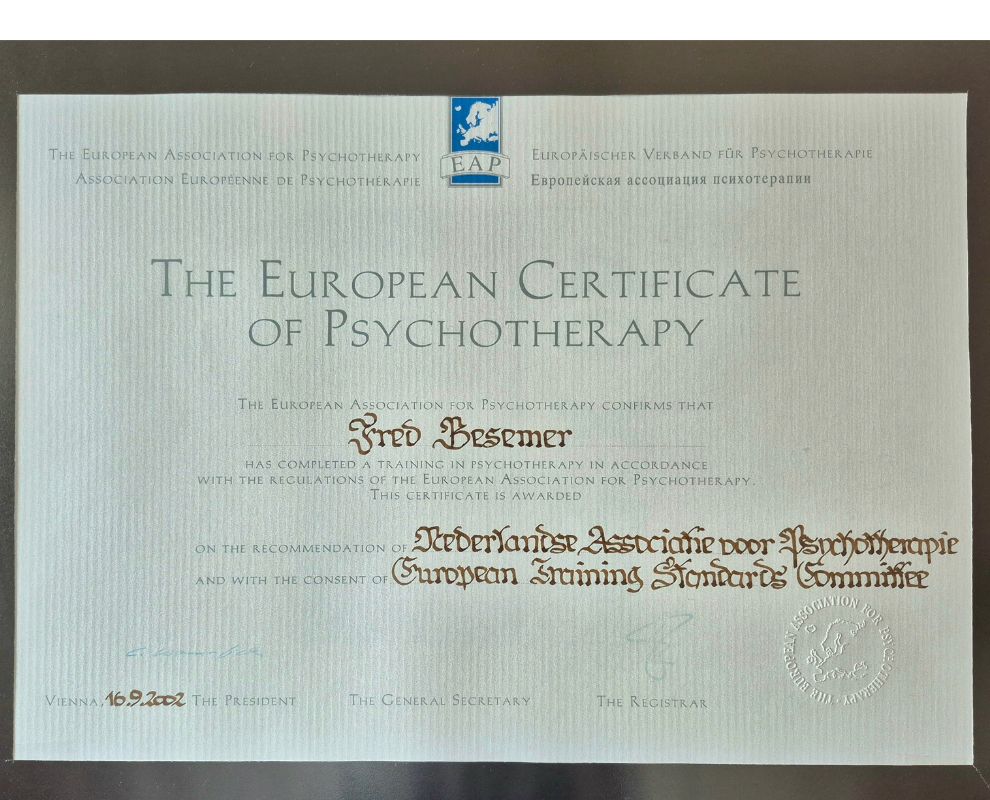 THE EUROPEAN ASSOCIATION FOR PSYCHOTHERAPY
ASSOCIATION EUROPÉENNE DE PSYCHOTHÉRAPIE
EAP
EUROPÄISCHER VERBAND FÜR PSYCHOTHERAPIE
Европейская ассоциация психотерапии
THE EUROPEAN CERTIFICATE
OF PSYCHOTHERAPY
THE EUROPEAN ASSOCIATION FOR PSYCHOTHERAPY CONFIRMS THAT
Fred Besemer
HAS COMPLETED A TRAINING IN PSYCHOTHERAPY IN ACCORDANCE
WITH THE REGULATIONS OF THE EUROPEAN ASSOCIATION FOR PSYCHOTHERAPY.
THIS CERTIFICATE IS AWARDED
ON THE RECOMMENDATION OF Nederlandse Associatie voor Psychotherapie
AND WITH THE CONSENT OF European Training Standards Committee
THE EUROPEAN ASSOCIATION FOR PSYCHOTHERAPY
VIENNA, 16.9.2002 THE PRESIDENT THE GENERAL SECRETARY THE REGISTRAR